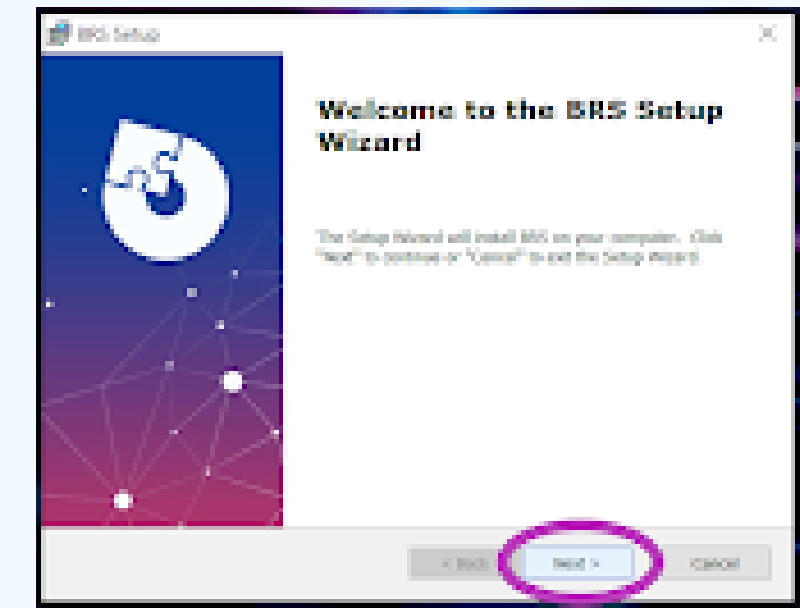 BRS Setup
Welcome to the BRS Setup
Wizard
The Setup Wizard will install BRS on your computer. Click
"Next" to continue or "Cancel" to exit the Setup Wizard.
< Back
Next >
Cancel